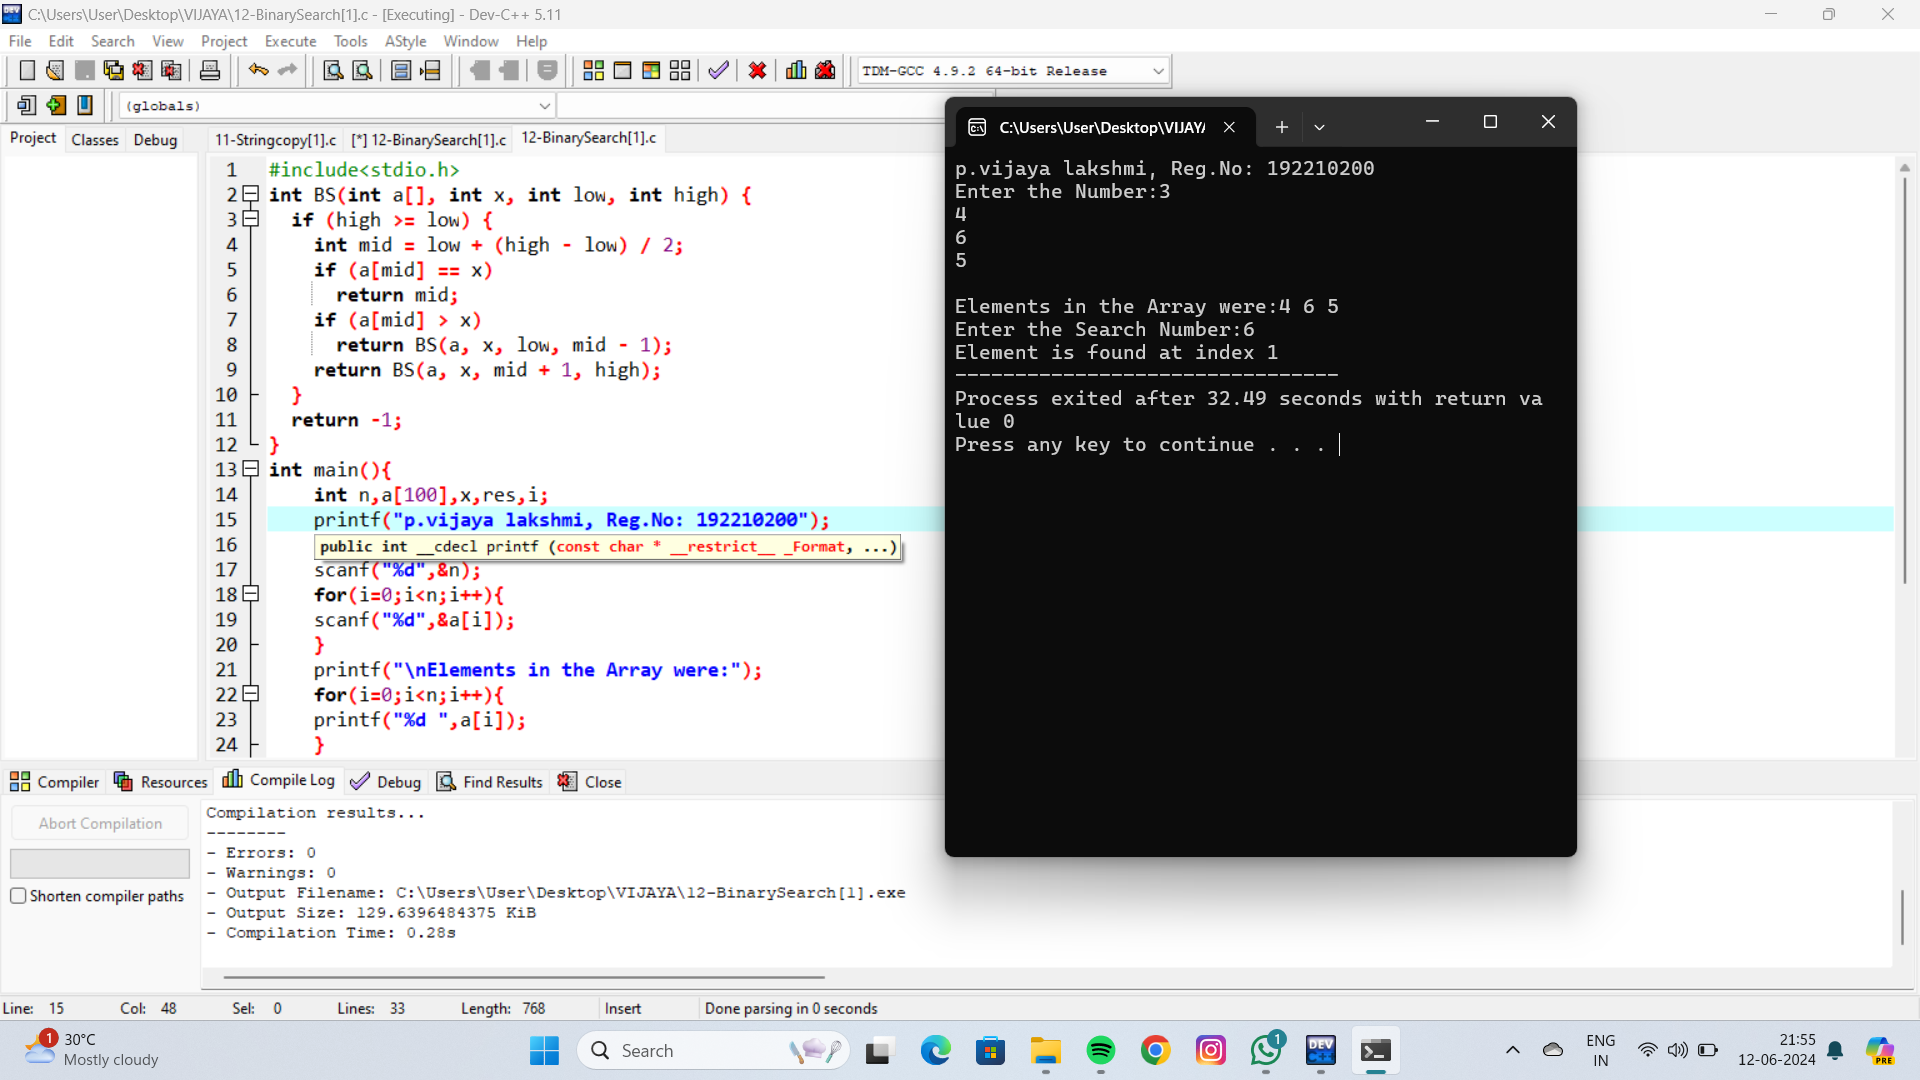 C:\Users\User\Desktop\VIJAYA\12-BinarySearch[1].c - [Executing] - Dev-C++ 5.11
File Edit Search View Project Execute Tools AStyle Window Help
TDM-GCC 4.9.2 64-bit Release
(globals)
Project Classes Debug
11-Stringcopy[1].c [*] 12-BinarySearch[1].c 12-BinarySearch[1].c
1 #include<stdio.h>
2 int BS(int a[], int x, int low, int high) {
3 if (high >= low) {
4 int mid = low + (high - low) / 2;
5 if (a[mid] == x)
6 return mid;
7 if (a[mid] > x)
8 return BS(a, x, low, mid - 1);
9 return BS(a, x, mid + 1, high);
10 }
11 return -1;
12 }
13 int main(){
14 int n,a[100],x,res,i;
15 printf("p.vijaya lakshmi, Reg.No: 192210200");
16
public int __cdecl printf (const char * __restrict__ _Format, ...)
17 scanf("%d",&n);
18 for(i=0;i<n;i++){
19 scanf("%d",&a[i]);
20 }
21 printf("\nElements in the Array were:");
22 for(i=0;i<n;i++){
23 printf("%d ",a[i]);
24 }
C:\Users\User\Desktop\VIJAY
p.vijaya lakshmi, Reg.No: 192210200
Enter the Number:3
4
6
5
Elements in the Array were:4 6 5
Enter the Search Number:6
Element is found at index 1
--------------------------------
Process exited after 32.49 seconds with return va
lue 0
Press any key to continue . . .
Compiler Resources Compile Log Debug Find Results Close
Abort Compilation
Shorten compiler paths
Compilation results...
--------
- Errors: 0
- Warnings: 0
- Output Filename: C:\Users\User\Desktop\VIJAYA\12-BinarySearch[1].exe
- Output Size: 129.6396484375 KiB
- Compilation Time: 0.28s
Line: 15 Col: 48 Sel: 0 Lines: 33 Length: 768 Insert Done parsing in 0 seconds
1
30°C
Mostly cloudy
Search
DEV
C++
1
ENG
IN
21:55
12-06-2024
PRE